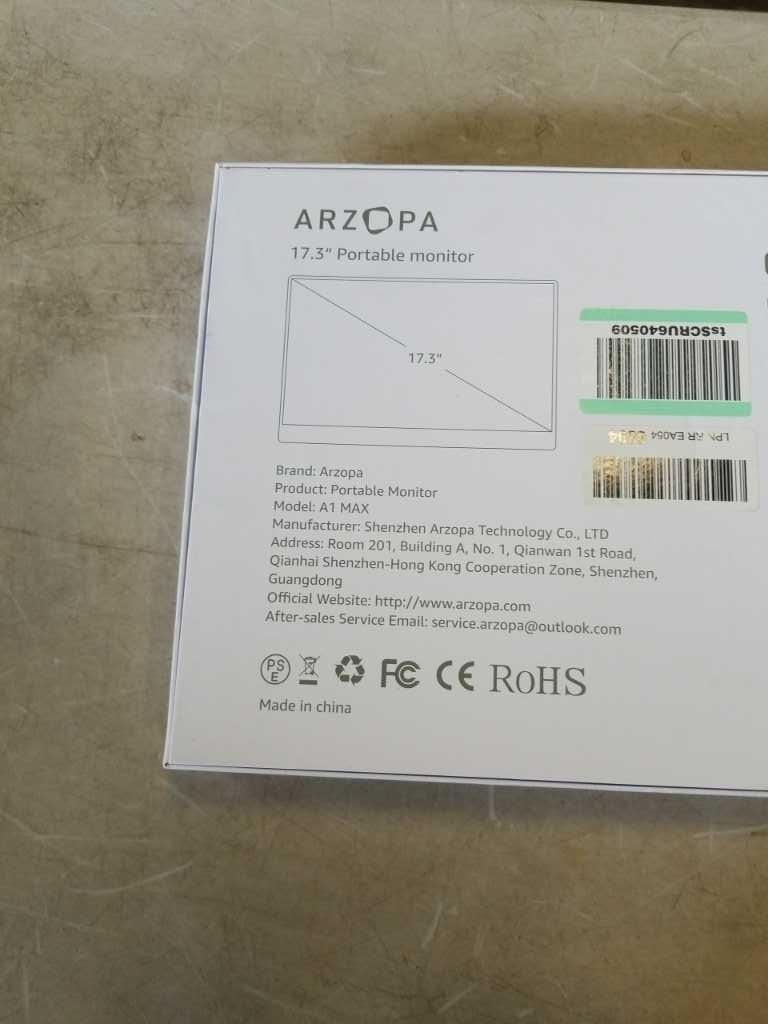 ARZOPA
17.3" Portable monitor
17.3"
tsSCRU640509
EA054
Brand: Arzopa
Product: Portable Monitor
Model: A1 MAX
Manufacturer: Shenzhen Arzopa Technology Co., LTD
Address: Room 201, Building A, No. 1, Qianwan 1st Road,
Qianhai Shenzhen-Hong Kong Cooperation Zone, Shenzhen,
Guangdong
Official Website: http://www.arzopa.com
After-sales Service Email: service.arzopa@outlook.com
PSE FC CE RoHS
Made in china